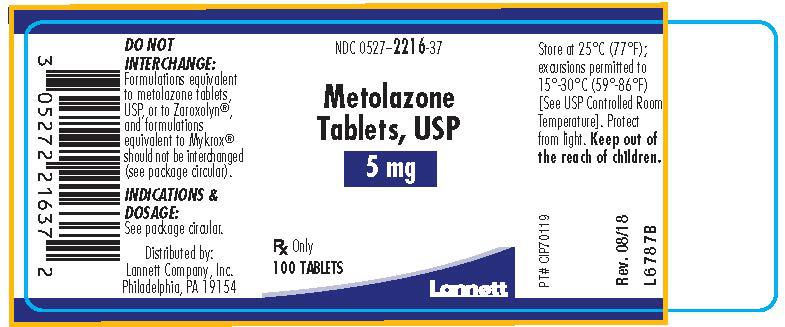 DO NOT
INTERCHANGE:
Formulations equivalent
to metolazone tablets,
USP, or to Zaroxolyn®,
and formulations
equivalent to Mykrox®
should not be interchanged
(see package circular).
INDICATIONS &
DOSAGE:
See package circular.
Distributed by:
Lannett Company, Inc.
Philadelphia, PA 19154
3 05272 21637 2
NDC 0527-2216-37
Metolazone
Tablets, USP
5 mg
Rx Only
100 TABLETS
Lannett
Store at 25°C (77°F);
excursions permitted to
15°-30°C (59°-86°F)
[See USP Controlled Room
Temperature]. Protect
from light. Keep out of
the reach of children.
PT# CIP70119
Rev. 08/18
L6787B